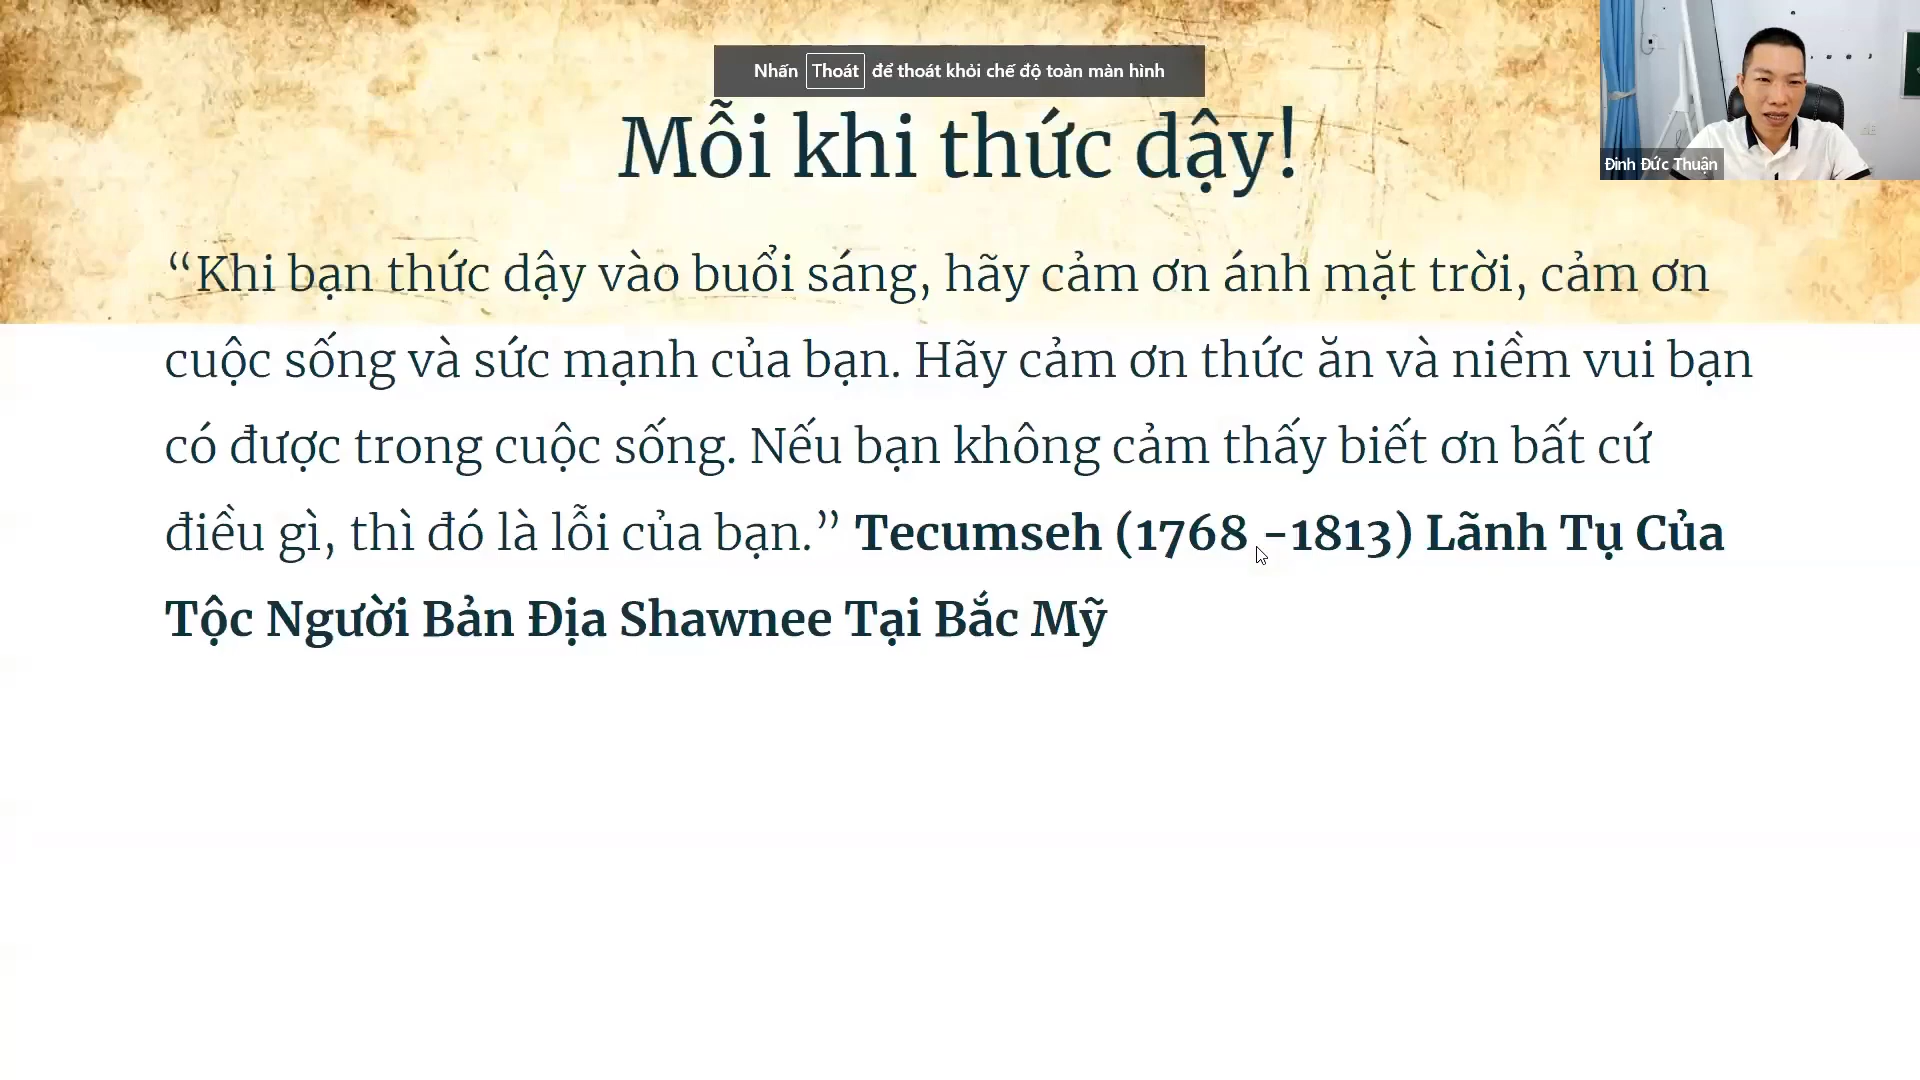 Nhấn Thoát để thoát khỏi chế độ toàn màn hình
Mỗi khi thức dậy!
Đinh Đức Thuận
“Khi bạn thức dậy vào buổi sáng, hãy cảm ơn ánh mặt trời, cảm ơn
cuộc sống và sức mạnh của bạn. Hãy cảm ơn thức ăn và niềm vui bạn
có được trong cuộc sống. Nếu bạn không cảm thấy biết ơn bất cứ
điều gì, thì đó là lỗi của bạn.” Tecumseh (1768 -1813) Lãnh Tụ Của
Tộc Người Bản Địa Shawnee Tại Bắc Mỹ